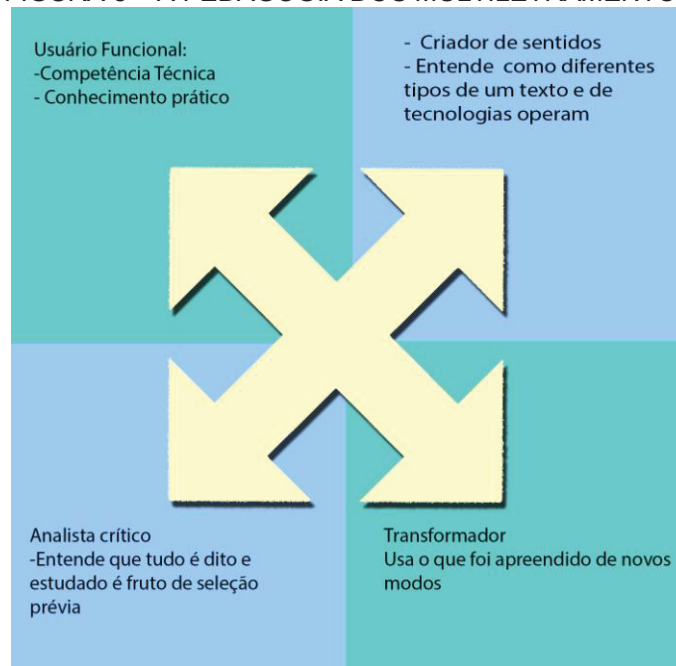 Usuário Funcional:
-Competência Técnica
- Conhecimento prático
- Criador de sentidos
- Entende como diferentes
tipos de um texto e de
tecnologias operam
Analista crítico
-Entende que tudo é dito e
estudado é fruto de seleção
prévia
Transformador
Usa o que foi apreendido de novos
modos